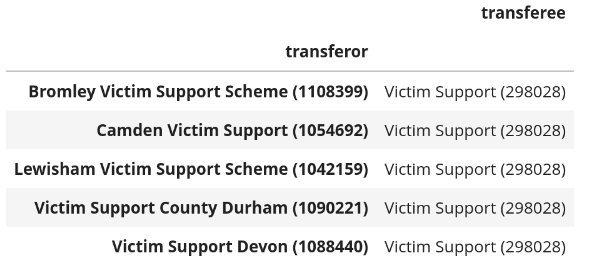 transferee
transferor
Bromley Victim Support Scheme (1108399) Victim Support (298028)
Camden Victim Support (1054692) Victim Support (298028)
Lewisham Victim Support Scheme (1042159) Victim Support (298028)
Victim Support County Durham (1090221) Victim Support (298028)
Victim Support Devon (1088440) Victim Support (298028)